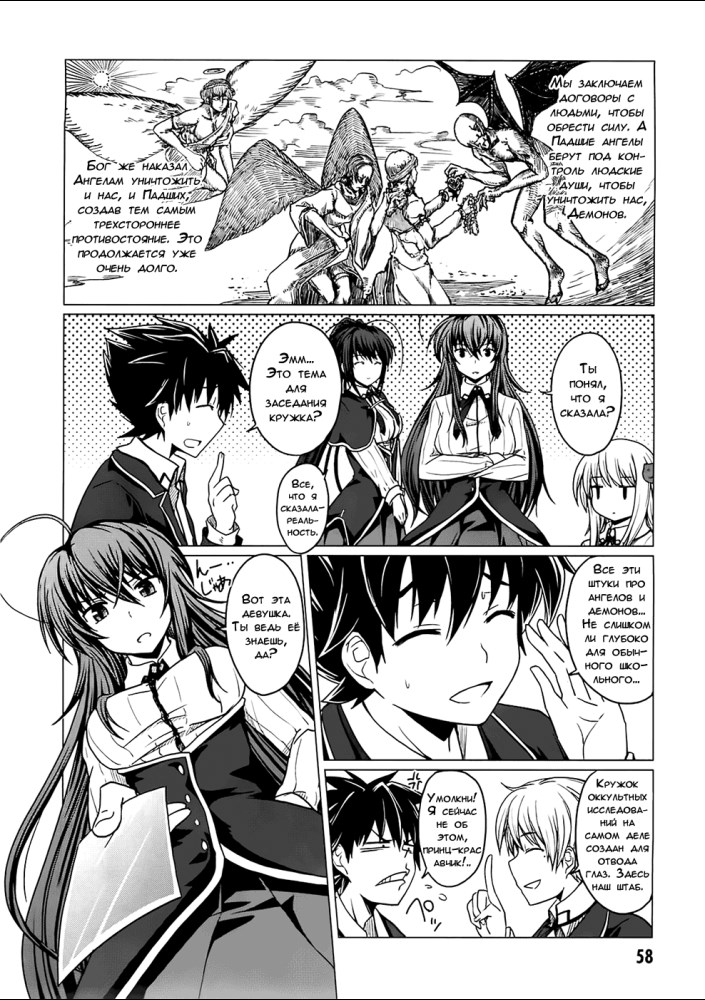 Мы заключаем
договоры с
людьми, чтобы
обрести силу. А
Падшие ангелы
берут под кон-
троль людские
души, чтобы
уничтожить нас,
Демонов.
Бог же наказал
Ангелам уничтожить
и нас, и Падших,
создав тем самым
трехстороннее
противостояние. Это
продолжается уже
очень долго.
Ты
понял,
что я
сказала?
Эмм...
Это тема
для
заседания
кружка?
Все,
что я
сказала-
реаль-
ность.
Все эти
штуки про
ангелов и
демонов...
Не слишком
ли глубоко
для обыч-
ного шко-
льного...
Вот эта
девушка.
Ты ведь её
знаешь,
да?
Кружок
оккультных
исследова-
ний на
самом деле
создан для
отвода
глаз. Здесь
наш штаб.
Умолкни!
Я сейчас
не об
этом,
принц-крас
авчик!..
58